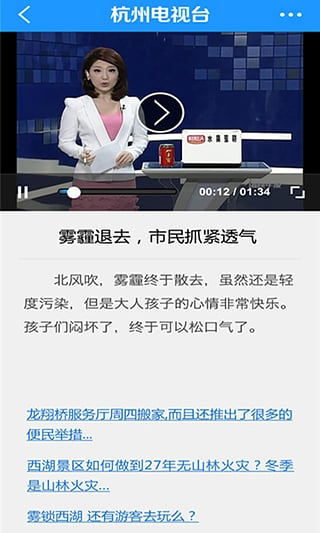 杭州电视台
水集蛋鞘
00:12 / 01:34
雾霾退去，市民抓紧透气
北风吹，雾霾终于散去，虽然还是轻
度污染，但是大人孩子的心情非常快乐。
孩子们闷坏了，终于可以松口气了。
龙翔桥服务厅周四搬家,而且还推出了很多的
便民举措...
西湖景区如何做到27年无山林火灾？冬季
是山林火灾...
雾锁西湖 还有游客去玩么？